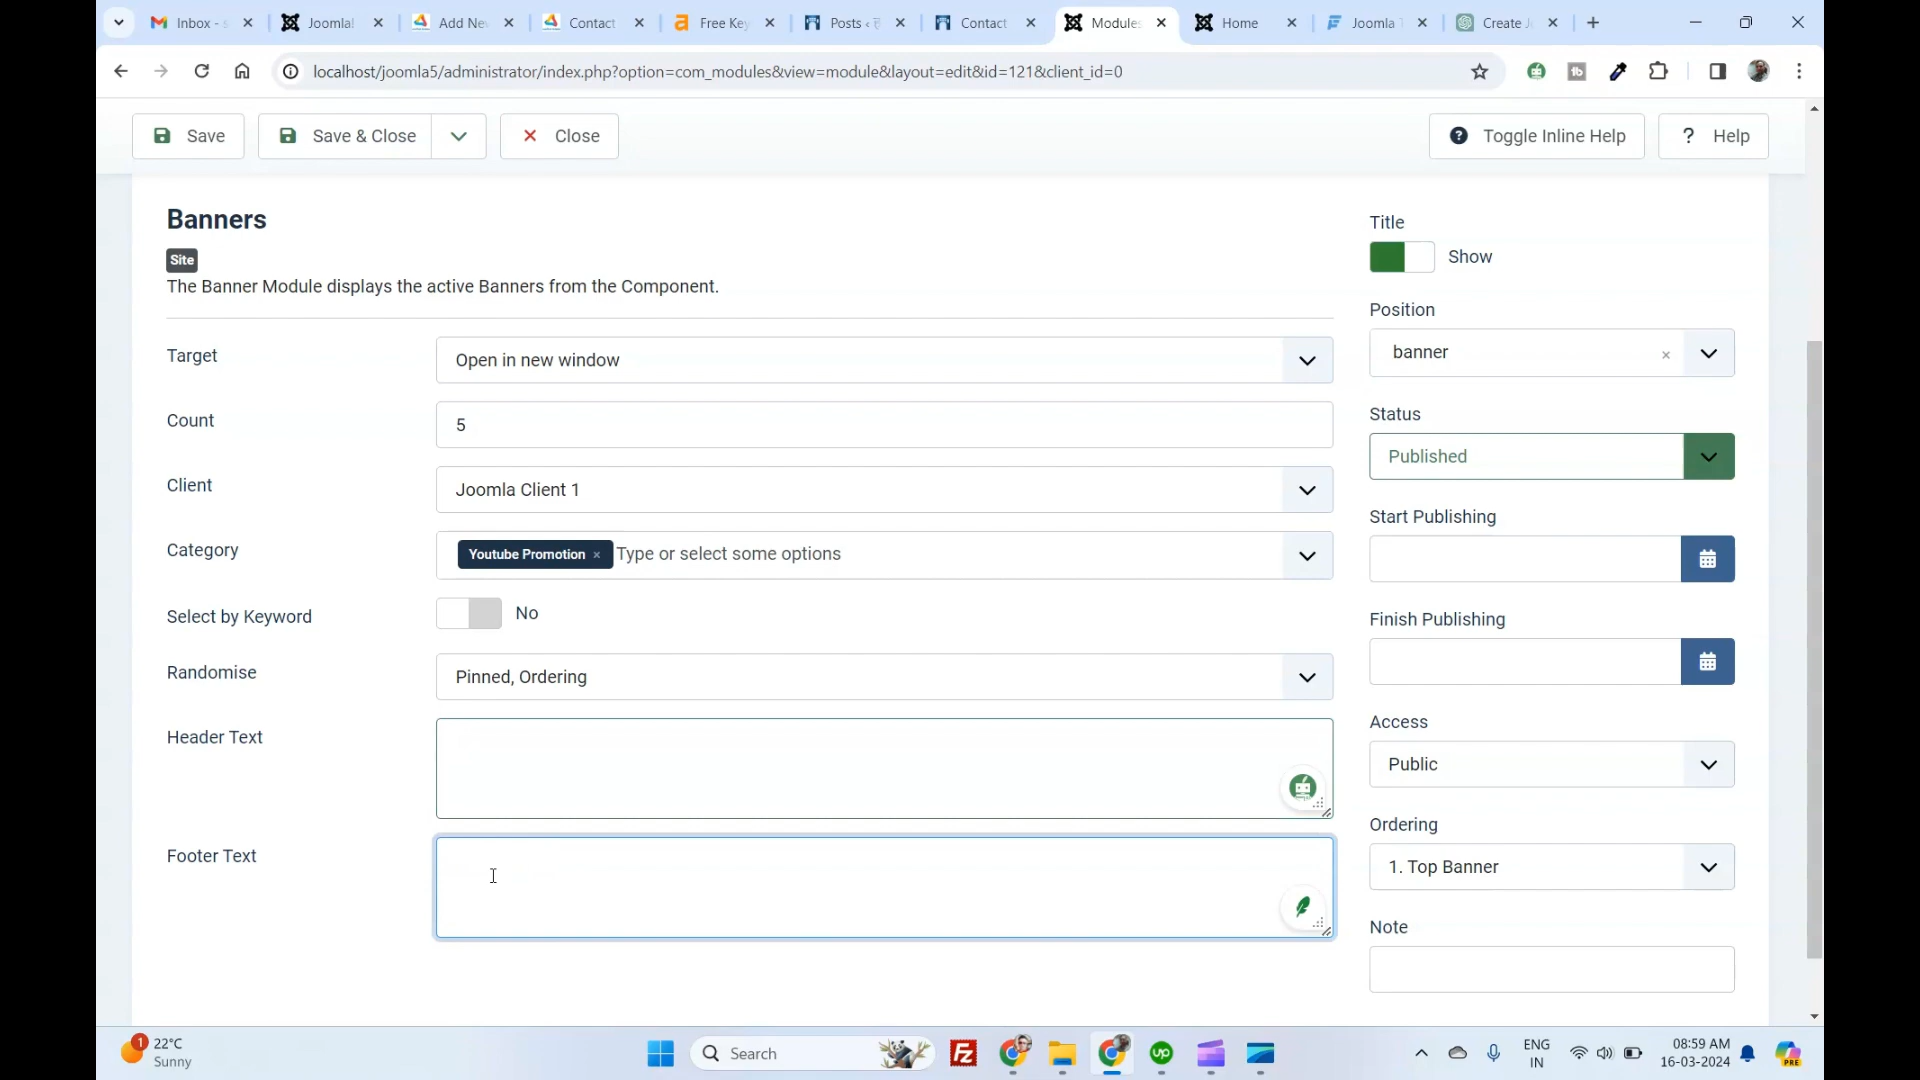 Inbox - s
Joomla!
Add Ne
Contact
Free Key
Posts ‹
Contact
Modules
Home
Joomla
Create J
localhost/joomla5/administrator/index.php?option=com_modules&view=module&layout=edit&id=121&client_id=0
Save
Save & Close
Close
Toggle Inline Help
? Help
Banners
Site
The Banner Module displays the active Banners from the Component.
Target
Open in new window
Count
5
Client
Joomla Client 1
Category
Youtube Promotion × Type or select some options
Select by Keyword
No
Randomise
Pinned, Ordering
Header Text
Footer Text
Title
Show
Position
banner
Status
Published
Start Publishing
Finish Publishing
Access
Public
Ordering
1. Top Banner
Note
1
22°C
Sunny
Search
FZ
up
ENG
IN
08:59 AM
16-03-2024
PRE